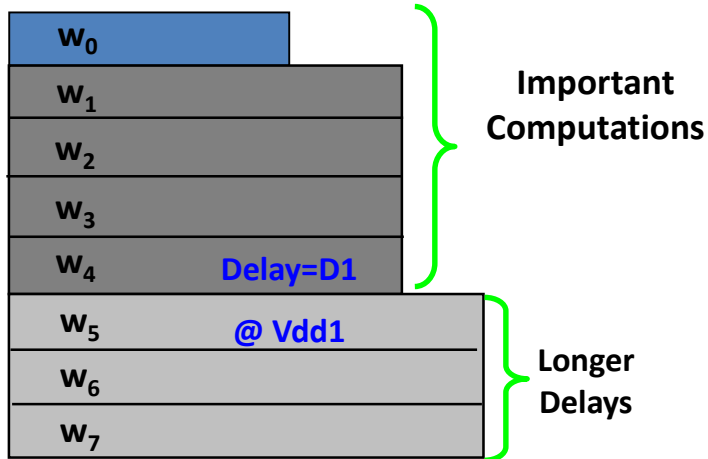 w₀
w₁
w₂
w₃
w₄
Delay=D1
w₅
@ Vdd1
w₆
w₇
Important
Computations
Longer
Delays